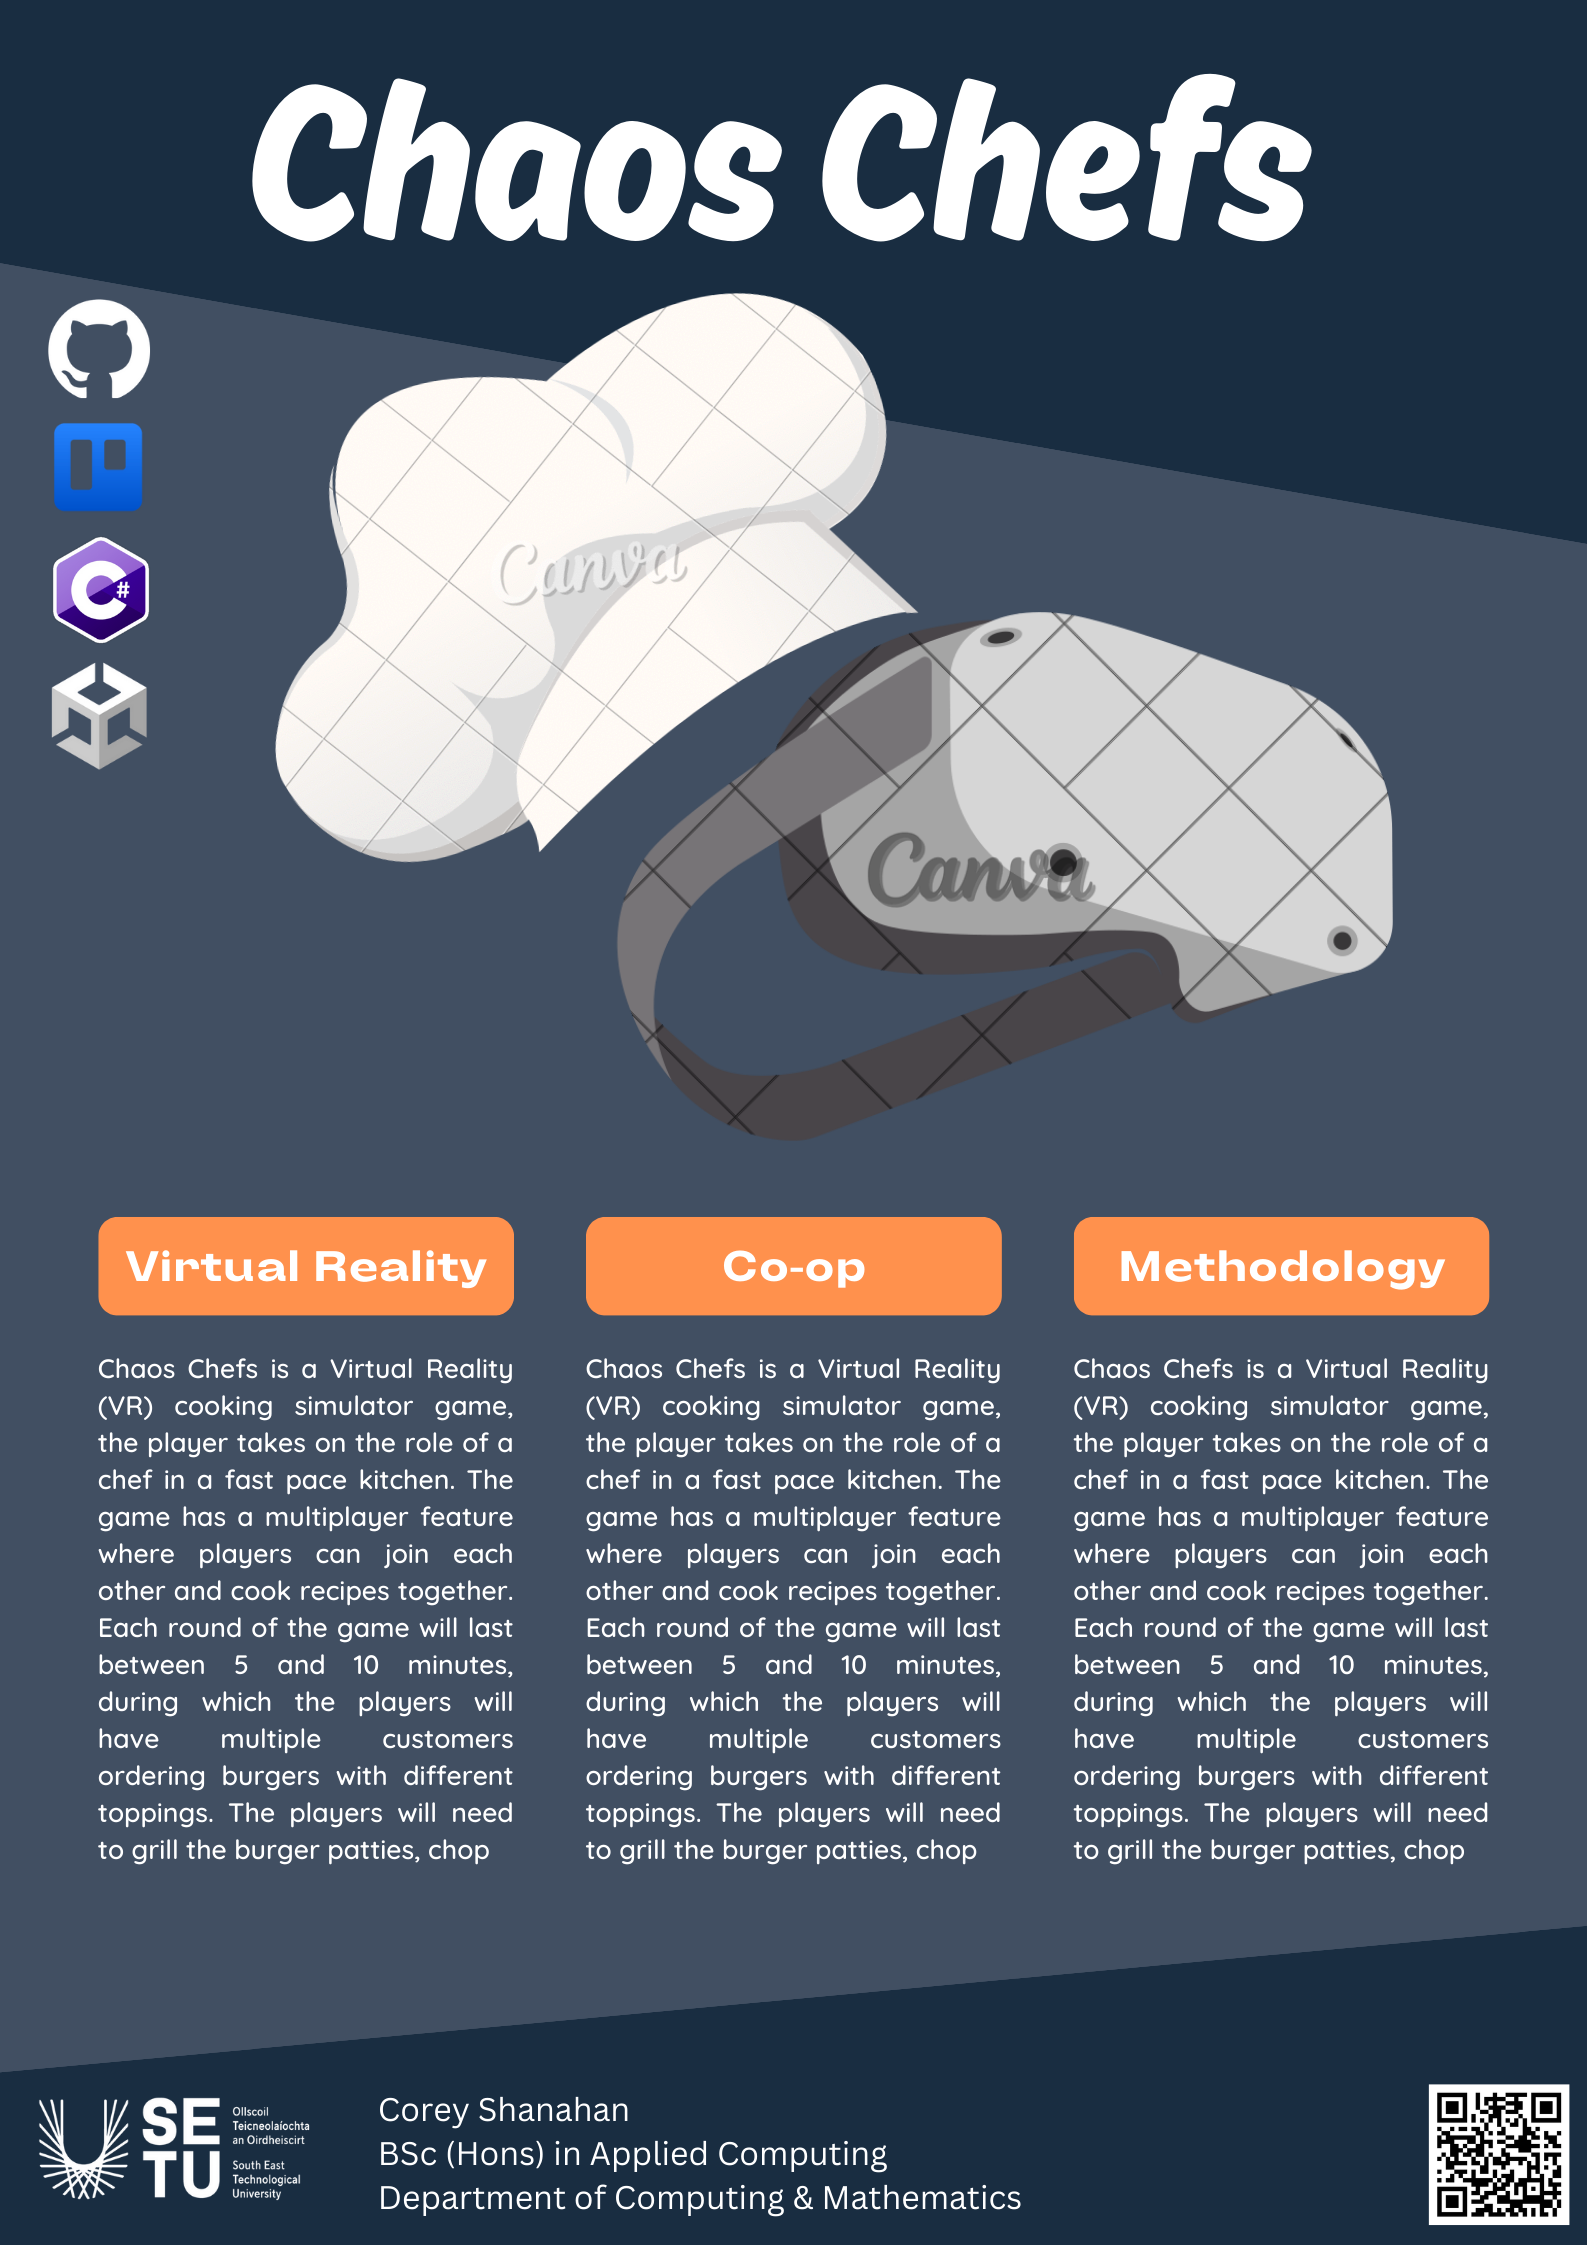 Chaos Chefs
Canva
Canva
C#
Virtual Reality
Chaos Chefs is a Virtual Reality
(VR) cooking simulator game,
the player takes on the role of a
chef in a fast pace kitchen. The
game has a multiplayer feature
where players can join each
other and cook recipes together.
Each round of the game will last
between 5 and 10 minutes,
during which the players will
have multiple customers
ordering burgers with different
toppings. The players will need
to grill the burger patties, chop
Co-op
Chaos Chefs is a Virtual Reality
(VR) cooking simulator game,
the player takes on the role of a
chef in a fast pace kitchen. The
game has a multiplayer feature
where players can join each
other and cook recipes together.
Each round of the game will last
between 5 and 10 minutes,
during which the players will
have multiple customers
ordering burgers with different
toppings. The players will need
to grill the burger patties, chop
Methodology
Chaos Chefs is a Virtual Reality
(VR) cooking simulator game,
the player takes on the role of a
chef in a fast pace kitchen. The
game has a multiplayer feature
where players can join each
other and cook recipes together.
Each round of the game will last
between 5 and 10 minutes,
during which the players will
have multiple customers
ordering burgers with different
toppings. The players will need
to grill the burger patties, chop
SE
TU
Ollscoil
Teicneolaíochta
an Oirdheiscirt
South East
Technological
University
Corey Shanahan
BSc (Hons) in Applied Computing
Department of Computing & Mathematics